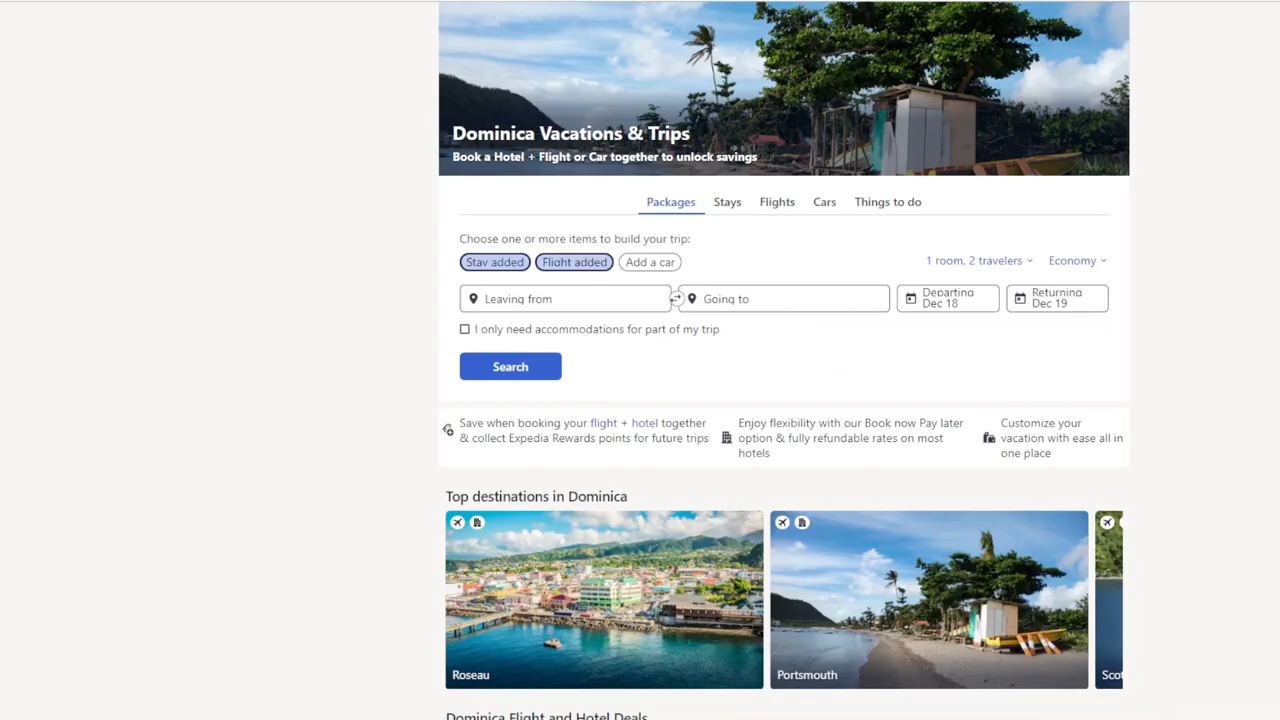 Dominica Vacations & Trips
Book a Hotel + Flight or Car together to unlock savings
Packages Stays Flights Cars Things to do
Choose one or more items to build your trip:
Stay added Flight added Add a car 1 room, 2 travelers Economy
Leaving from Going to Departing Returning
Dec 18 Dec 19
I only need accommodations for part of my trip
Search
Save when booking your flight + hotel together
& collect Expedia Rewards points for future trips
Enjoy flexibility with our Book now Pay later
option & fully refundable rates on most
hotels
Customize your
vacation with ease all in
one place
Top destinations in Dominica
Roseau Portsmouth
Dominica Flight and Hotel Deals